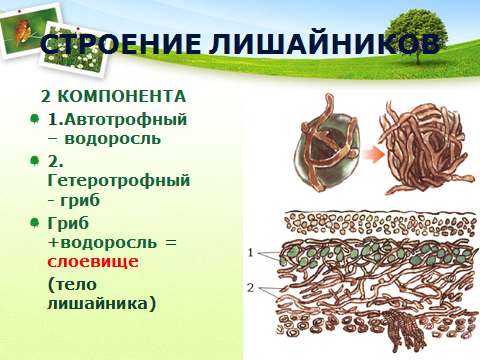 СТРОЕНИЕ ЛИШАЙНИКОВ
2 КОМПОНЕНТА
1.Автотрофный
– водоросль
2.
Гетеротрофный
- гриб
Гриб
+водоросль =
слоевище
(тело
лишайника)
1
2